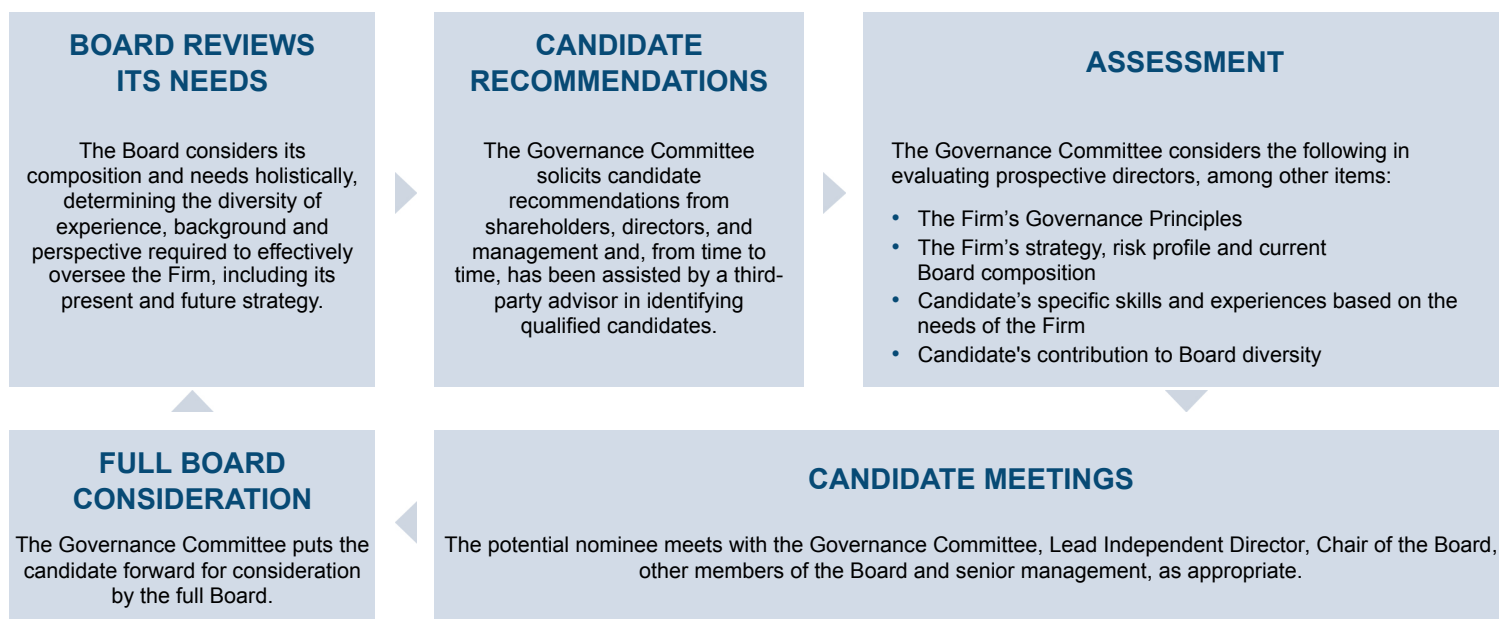 BOARD REVIEWS
ITS NEEDS
The Board considers its
composition and needs holistically,
determining the diversity of
experience, background and
perspective required to effectively
oversee the Firm, including its
present and future strategy.
CANDIDATE
RECOMMENDATIONS
The Governance Committee
solicits candidate
recommendations from
shareholders, directors, and
management and, from time to
time, has been assisted by a third-
party advisor in identifying
qualified candidates.
ASSESSMENT
The Governance Committee considers the following in
evaluating prospective directors, among other items:
• The Firm’s Governance Principles
• The Firm’s strategy, risk profile and current
Board composition
• Candidate’s specific skills and experiences based on the
needs of the Firm
• Candidate's contribution to Board diversity
FULL BOARD
CONSIDERATION
The Governance Committee puts the
candidate forward for consideration
by the full Board.
CANDIDATE MEETINGS
The potential nominee meets with the Governance Committee, Lead Independent Director, Chair of the Board,
other members of the Board and senior management, as appropriate.